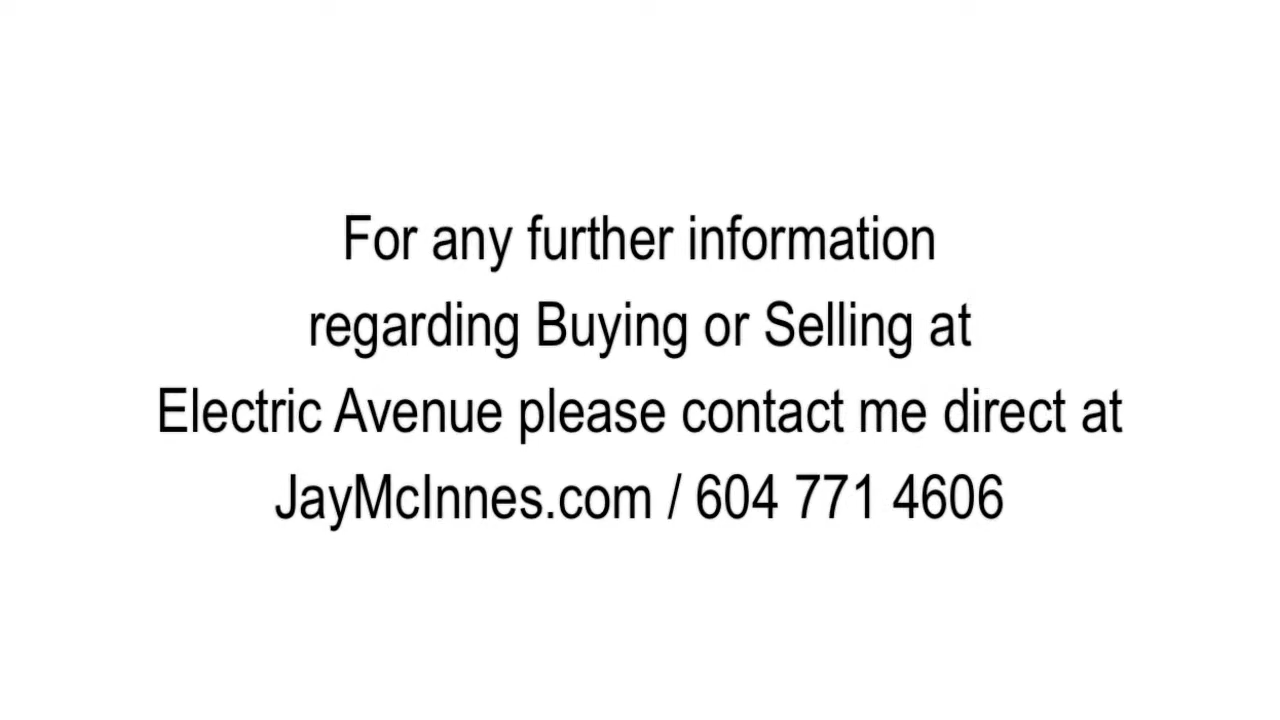 For any further information
regarding Buying or Selling at
Electric Avenue please contact me direct at
JayMcInnes.com / 604 771 4606